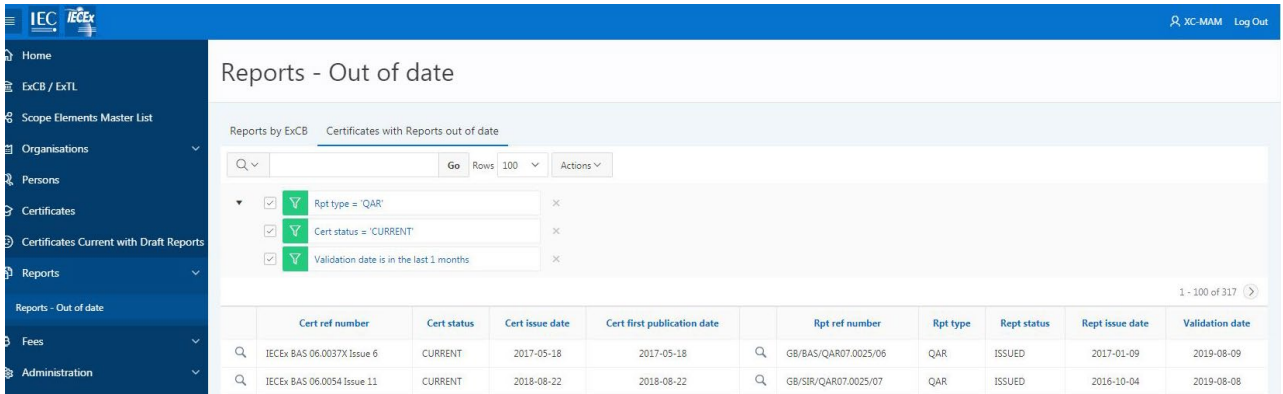 IEC IECEx
XC-MAM Log Out
Home
ExCB / ExTL
Scope Elements Master List
Organisations
Persons
Certificates
Certificates Current with Draft Reports
Reports
Reports - Out of date
Fees
Administration
Reports - Out of date
Reports by ExCB Certificates with Reports out of date
Go Rows 100 Actions
Rpt type = 'QAR'
Cert status = 'CURRENT'
Validation date is in the last 1 months
1 - 100 of 317
Cert ref number Cert status Cert issue date Cert first publication date Rpt ref number Rpt type Rept status Rept issue date Validation date
IECEx BAS 06.0037X Issue 6 CURRENT 2017-05-18 2017-05-18 GB/BAS/QAR07.0025/06 QAR ISSUED 2017-01-09 2019-08-09
IECEx BAS 06.0054 Issue 11 CURRENT 2018-08-22 2018-08-22 GB/SIR/QAR07.0025/07 QAR ISSUED 2016-10-04 2019-08-08